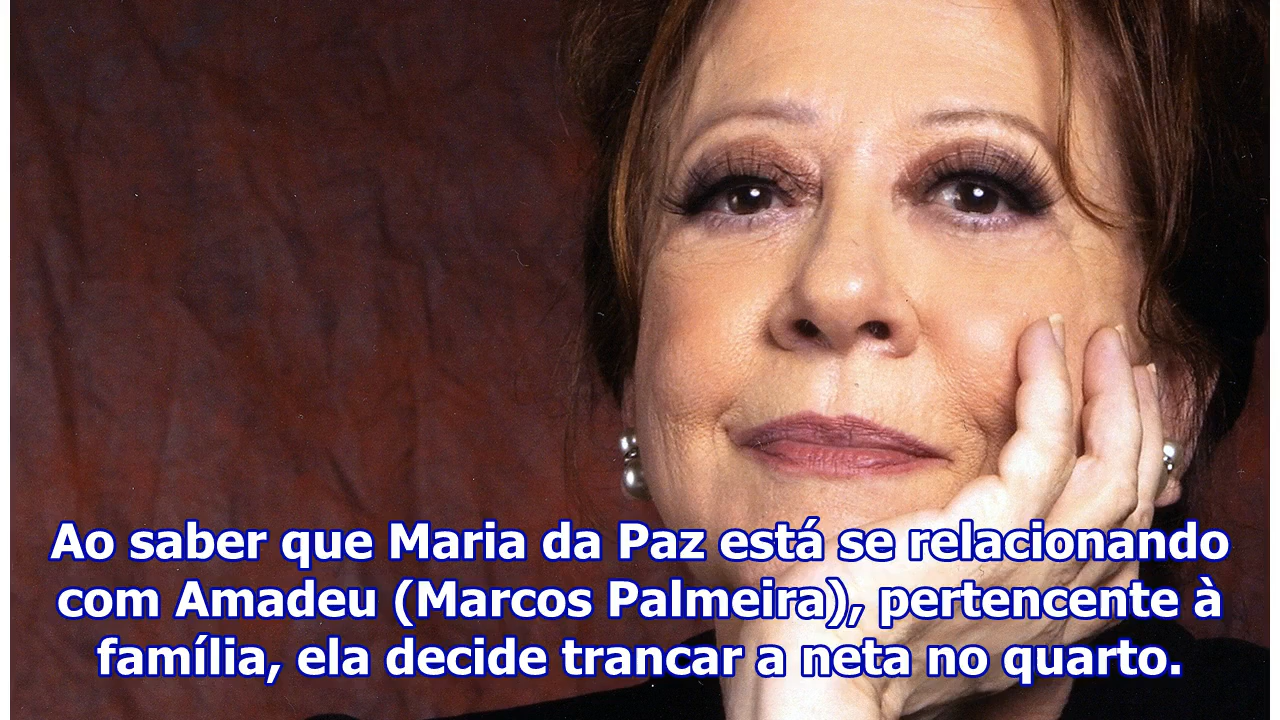 Ao saber que Maria da Paz está se relacionando
com Amadeu (Marcos Palmeira), pertencente à
família, ela decide trancar a neta no quarto.